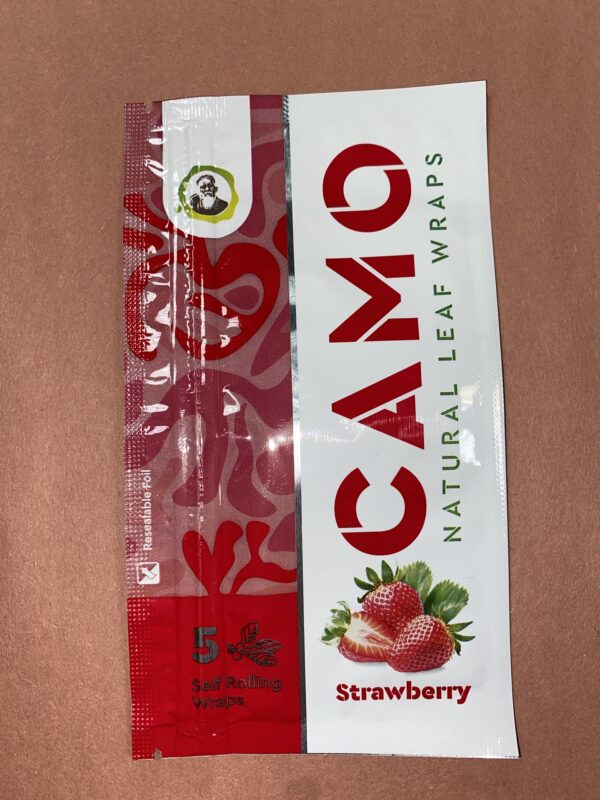 CAMO
NATURAL LEAF WRAPS
Strawberry
Resealable Foil
5
Self Rolling
Wraps